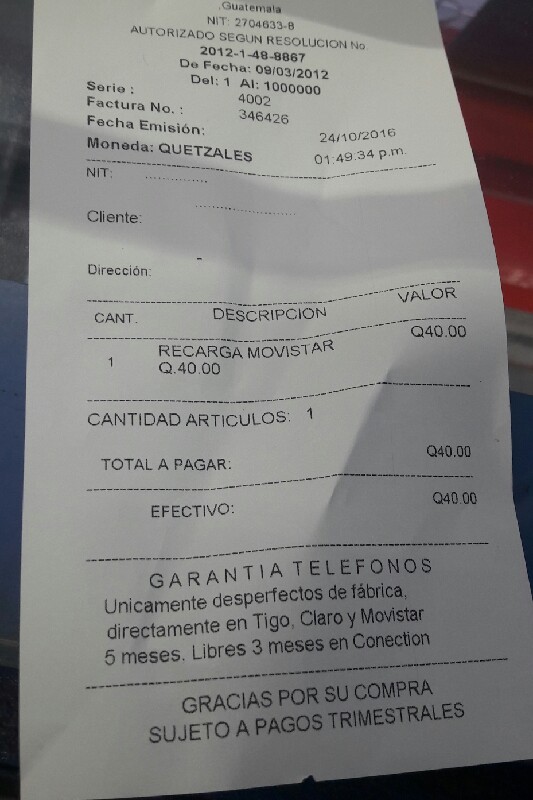 ,Guatemala
NIT: 2704633-8
AUTORIZADO SEGUN RESOLUCION No.
2012-1-48-8867
De Fecha: 09/03/2012
Del: 1 Al: 1000000
Serie : 4002
Factura No. : 346426
Fecha Emisión: 24/10/2016
Moneda: QUETZALES 01:49:34 p.m.
NIT: ..............
......................
Cliente:
Dirección:
CANT. DESCRIPCION VALOR
1 RECARGA MOVISTAR Q40.00
Q.40.00
CANTIDAD ARTICULOS: 1
TOTAL A PAGAR: Q40.00
EFECTIVO: Q40.00
GARANTIA TELEFONOS
Unicamente desperfectos de fábrica,
directamente en Tigo, Claro y Movistar
5 meses. Libres 3 meses en Conection
GRACIAS POR SU COMPRA
SUJETO A PAGOS TRIMESTRALES